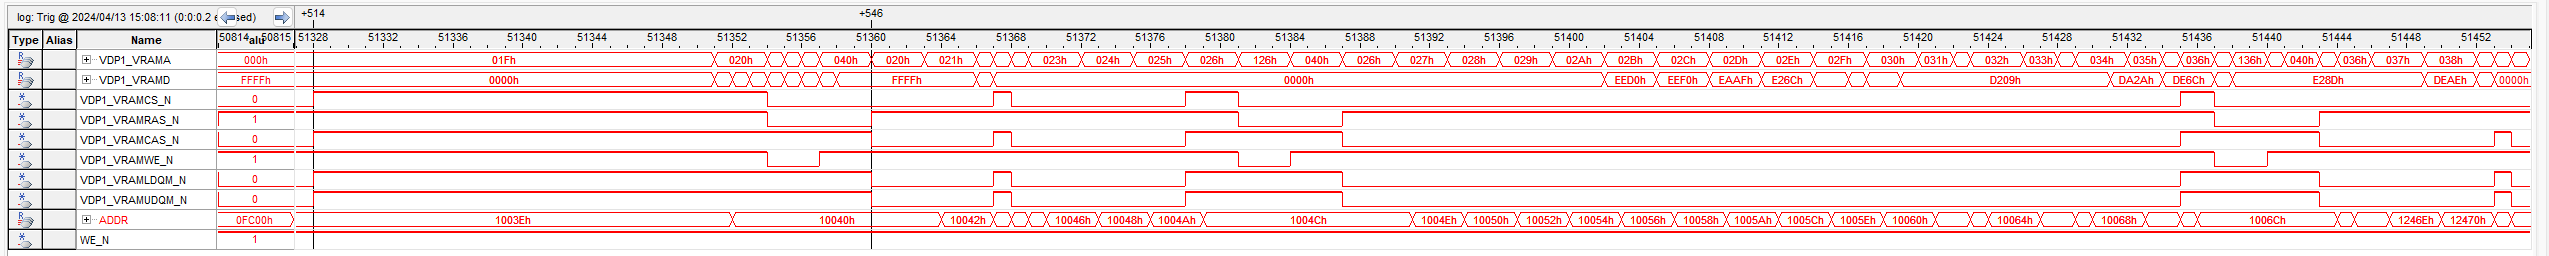 log: Trig @ 2024/04/13 15:08:11 (0:0:0.2 e sed) +514 +546
Type Alias Name 50814 alu 50815 51328 51332 51336 51340 51344 51348 51352 51356 51360 51364 51368 51372 51376 51380 51384 51388 51392 51396 51400 51404 51408 51412 51416 51420 51424 51428 51432 51436 51440 51444 51448 51452
VDP1_VRAMA 000h 01Fh 020h 040h 020h 021h 023h 024h 025h 026h 126h 040h 026h 027h 028h 029h 02Ah 02Bh 02Ch 02Dh 02Eh 02Fh 030h 031h 032h 033h 034h 035h 036h 136h 040h 036h 037h 038h
VDP1_VRAMD FFFFh 0000h FFFFh 0000h EED0h EEF0h EAAFh E26Ch D209h DA2Ah DE6Ch E28Dh DEAEh 0000h
VDP1_VRAMCS_N 0
VDP1_VRAMRAS_N 1
VDP1_VRAMCAS_N 0
VDP1_VRAMWE_N 1
VDP1_VRAMLDQM_N 0
VDP1_VRAMUDQM_N 0
ADDR 0FC00h 1003Eh 10040h 10042h 10046h 10048h 1004Ah 1004Ch 1004Eh 10050h 10052h 10054h 10056h 10058h 1005Ah 1005Ch 1005Eh 10060h 10064h 10068h 1006Ch 1246Eh 12470h
WE_N 1